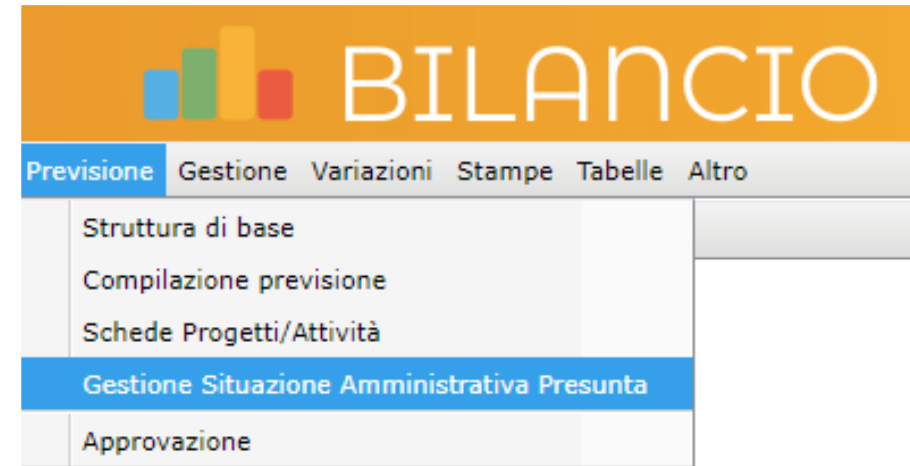 BILANCIO
Previsione Gestione Variazioni Stampe Tabelle Altro
Struttura di base
Compilazione previsione
Schede Progetti/Attività
Gestione Situazione Amministrativa Presunta
Approvazione